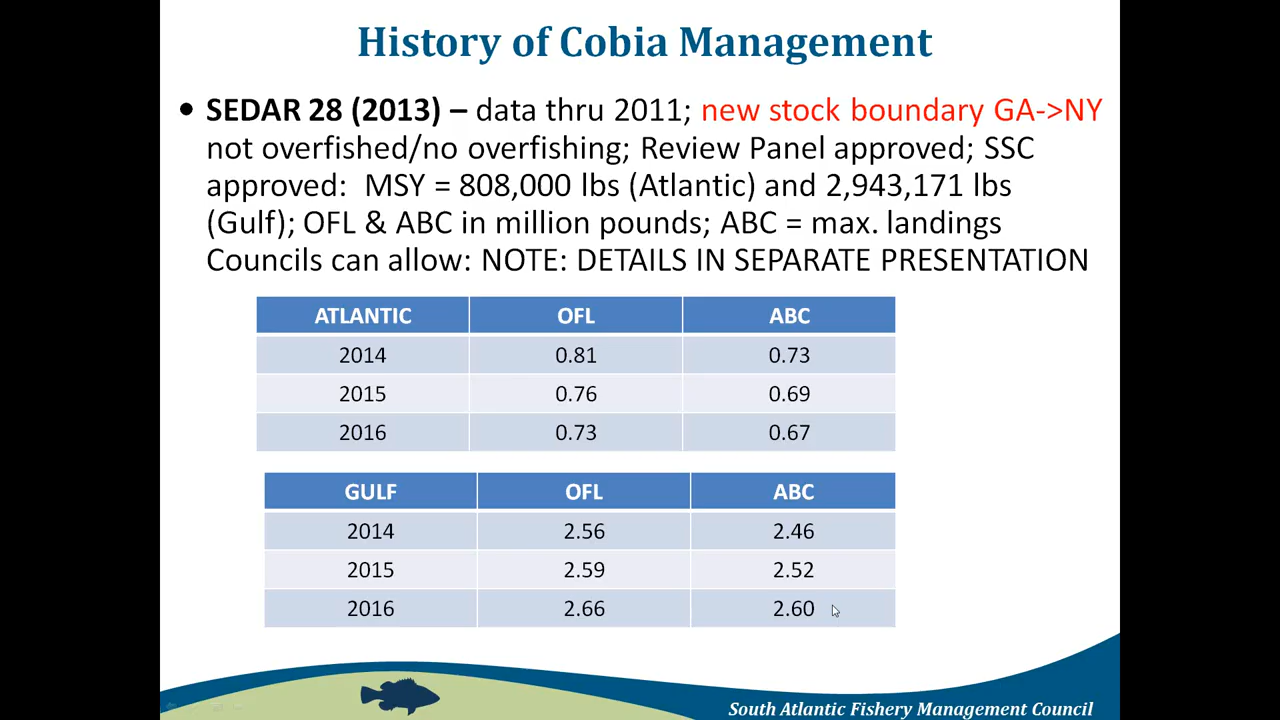 History of Cobia Management
• SEDAR 28 (2013) – data thru 2011; new stock boundary GA->NY
not overfished/no overfishing; Review Panel approved; SSC
approved: MSY = 808,000 lbs (Atlantic) and 2,943,171 lbs
(Gulf); OFL & ABC in million pounds; ABC = max. landings
Councils can allow: NOTE: DETAILS IN SEPARATE PRESENTATION
ATLANTIC OFL ABC
2014 0.81 0.73
2015 0.76 0.69
2016 0.73 0.67
GULF OFL ABC
2014 2.56 2.46
2015 2.59 2.52
2016 2.66 2.60
South Atlantic Fishery Management Council